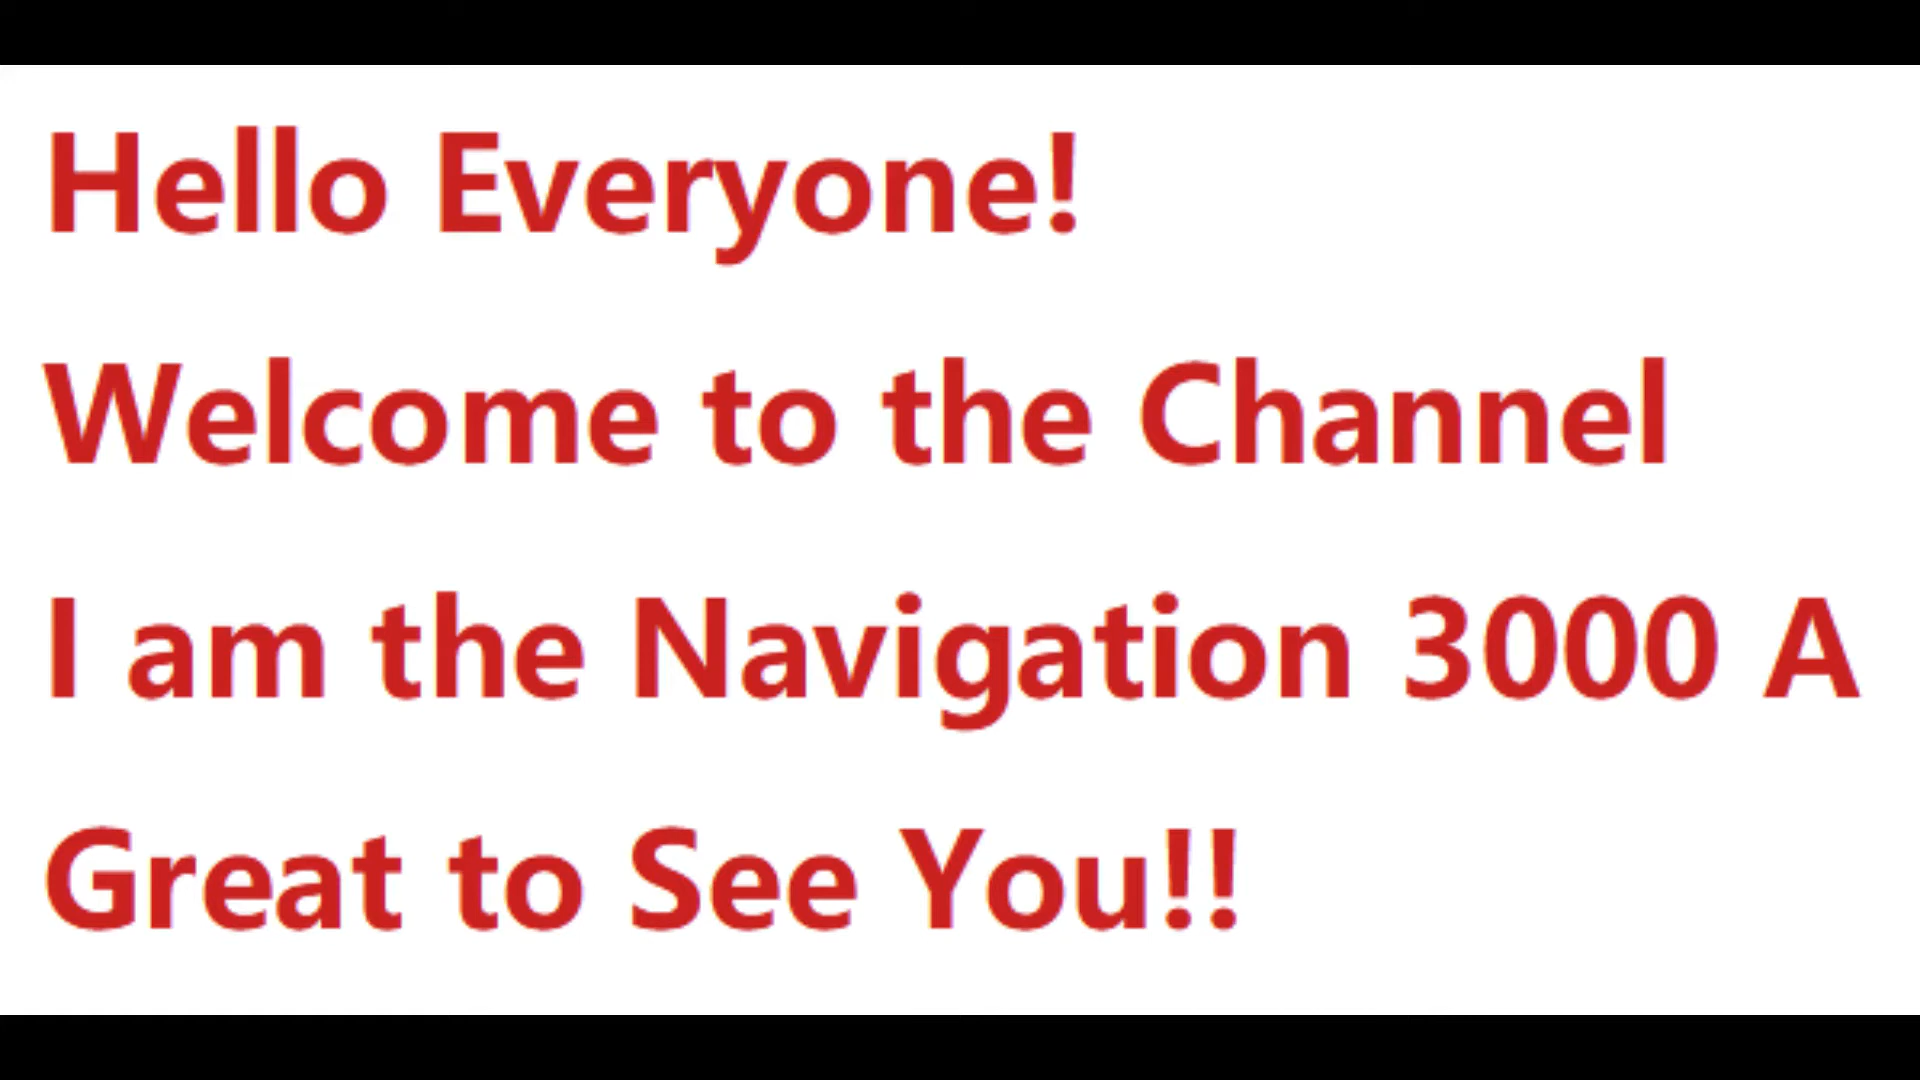 Hello Everyone!
Welcome to the Channel
I am the Navigation 3000 A
Great to See You!!